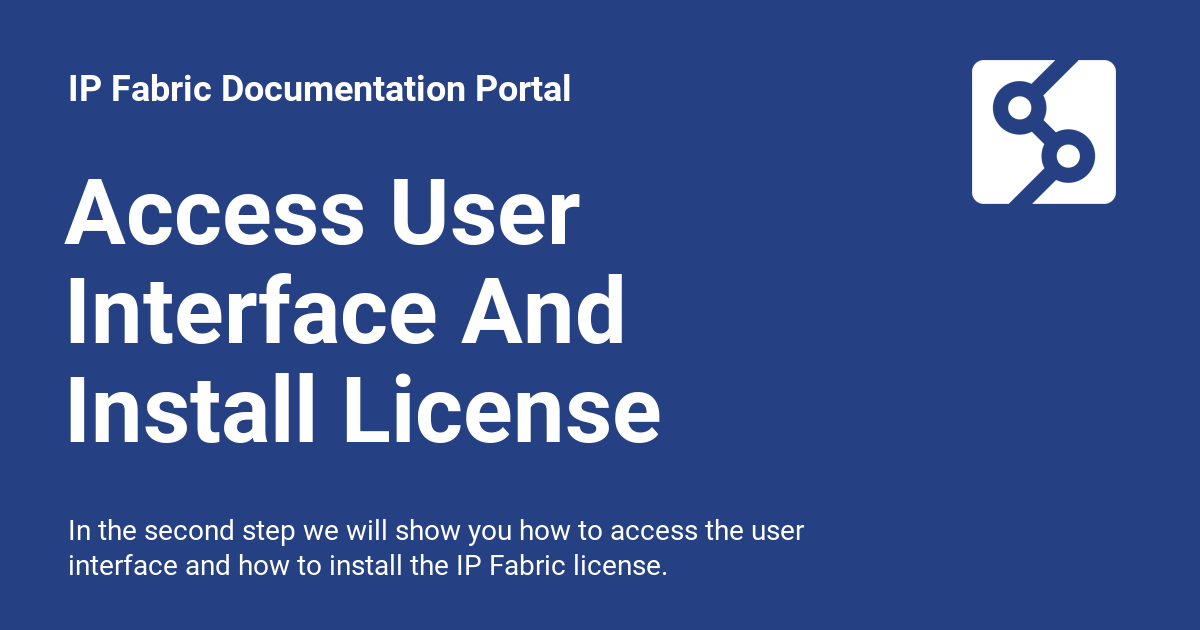 IP Fabric Documentation Portal
Access User
Interface And
Install License
In the second step we will show you how to access the user
interface and how to install the IP Fabric license.